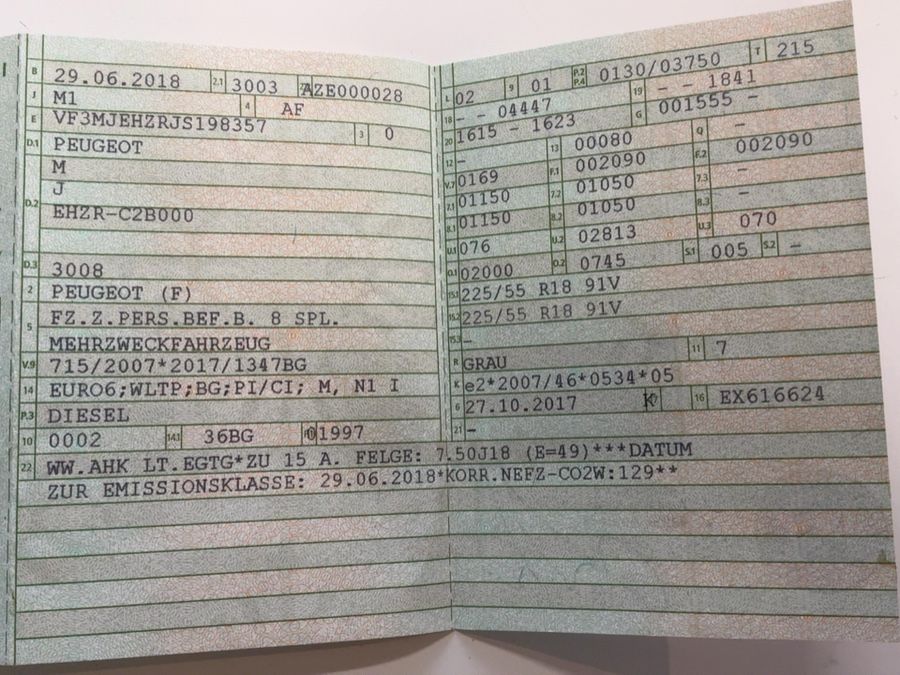 B 29.06.2018 2.1 3003 2.2 AZE000028
J M1 4 AF
E VF3MJEHZRJS198357 3 0
D.1 PEUGEOT
M
D.2 J
EHZR-C2B000
D.3 3008
2 PEUGEOT (F)
5 FZ.Z.PERS.BEF.B. 8 SPL.
MEHRZWECKFAHRZEUG
V.9 715/2007*2017/1347BG
14 EURO6;WLTP;BG;PI/CI; M, N1 I
P.3 DIESEL
10 0002 14.1 36BG P.1 01997
L 02 9 01 P.2 P.4 0130/03750 T 215
18 - - 04447 19 - - 1841
20 1615 - 1623 G 001555 -
12 - 13 00080 Q -
V.7 0169 F.1 002090 F.2 002090
7.1 01150 7.2 01050 7.3 -
8.1 01150 8.2 01050 8.3 -
U.1 076 U.2 02813 U.3 070
O.1 02000 O.2 0745 S.1 005 S.2 -
15.1 225/55 R18 91V
15.2 225/55 R18 91V
15.3 -
R GRAU 11 7
K e2*2007/46*0534*05
6 27.10.2017 17 K 16 EX616624
21 -
22 WW.AHK LT.EGTG*ZU 15 A. FELGE: 7.50J18 (E=49)***DATUM
ZUR EMISSIONSKLASSE: 29.06.2018*KORR.NEFZ-CO2W:129**